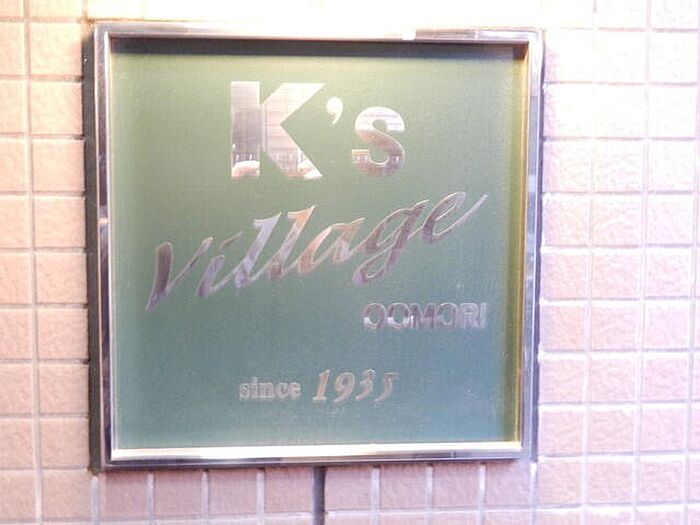 K's
Village
OOMORI
since 1935